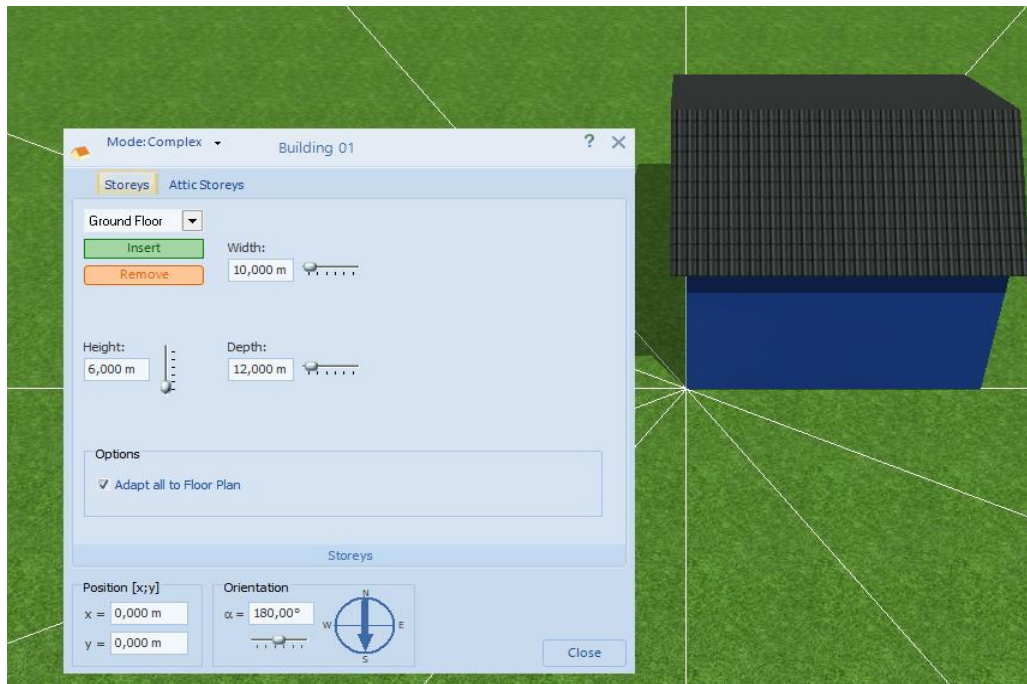 Mode:Complex
Building 01
?
Storeys
Attic Storeys
Ground Floor
Insert
Width:
Remove
10,000 m
Height:
Depth:
6,000 m
12,000 m
Options
Adapt all to Floor Plan
Storeys
Position [x;y]
Orientation
N
x = 0,000 m
α = 180,00°
W
E
y = 0,000 m
S
Close